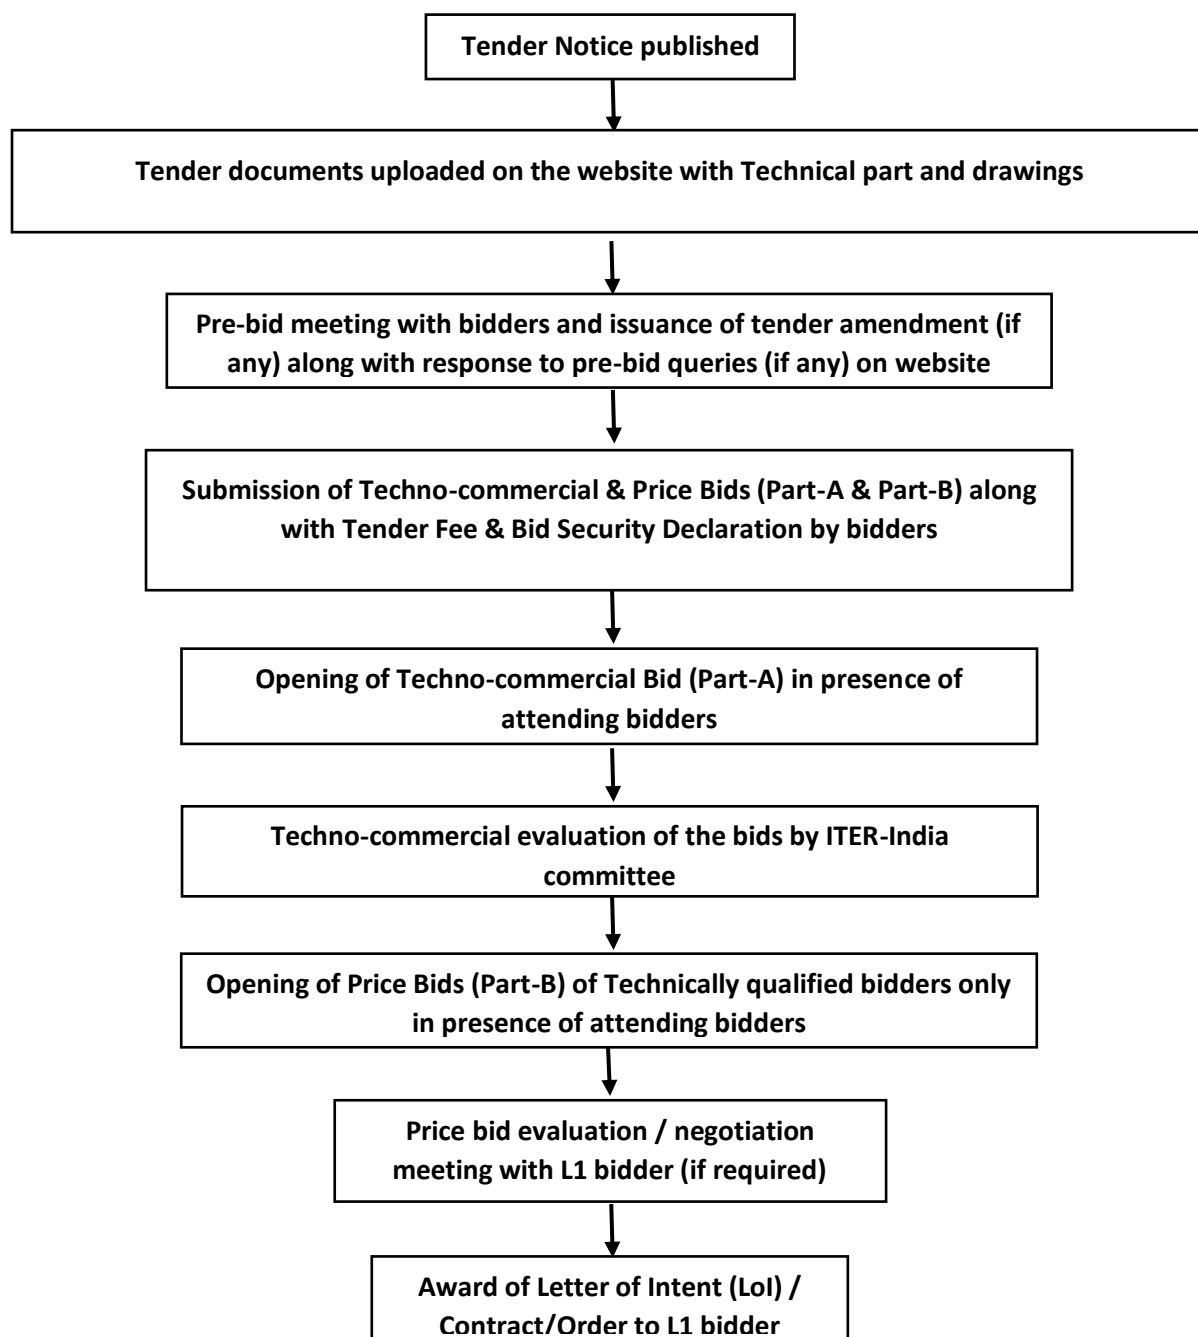 Tender Notice published
Tender documents uploaded on the website with Technical part and drawings
Pre-bid meeting with bidders and issuance of tender amendment (if
any) along with response to pre-bid queries (if any) on website
Submission of Techno-commercial & Price Bids (Part-A & Part-B) along
with Tender Fee & Bid Security Declaration by bidders
Opening of Techno-commercial Bid (Part-A) in presence of
attending bidders
Techno-commercial evaluation of the bids by ITER-India
committee
Opening of Price Bids (Part-B) of Technically qualified bidders only
in presence of attending bidders
Price bid evaluation / negotiation
meeting with L1 bidder (if required)
Award of Letter of Intent (LoI) /
Contract/Order to L1 bidder